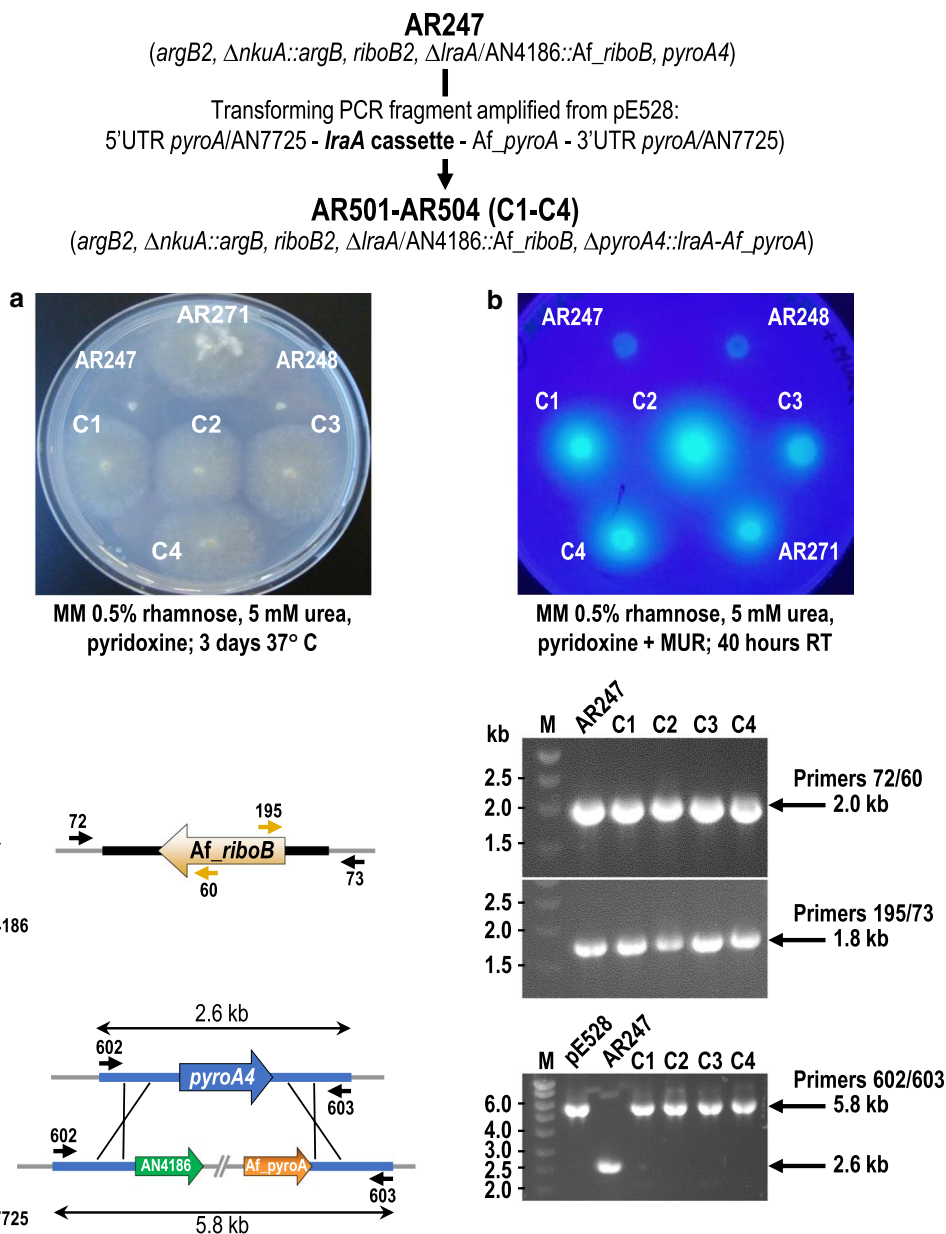 AR247
(argB2, ΔnkuA::argB, riboB2, ΔlraA/AN4186::Af_riboB, pyroA4)
Transforming PCR fragment amplified from pE528:
5'UTR pyroA/AN7725 - lraA cassette - Af_pyroA - 3'UTR pyroA/AN7725)
AR501-AR504 (C1-C4)
(argB2, ΔnkuA::argB, riboB2, ΔlraA/AN4186::Af_riboB, ΔpyroA4::lraA-Af_pyroA)
a
AR271
AR247
AR248
C1
C2
C3
C4
MM 0.5% rhamnose, 5 mM urea,
pyridoxine; 3 days 37° C
b
AR247
AR248
C1
C2
C3
C4
AR271
MM 0.5% rhamnose, 5 mM urea,
pyridoxine + MUR; 40 hours RT
72
195
Af_riboB
60
73
4186
kb
M
AR247
C1
C2
C3
C4
2.5
2.0
1.5
Primers 72/60
2.0 kb
2.5
2.0
1.5
Primers 195/73
1.8 kb
2.6 kb
602
pyroA4
603
602
AN4186
Af_pyroA
603
7725
5.8 kb
M
pE528
AR247
C1
C2
C3
C4
6.0
4.0
3.0
2.5
2.0
Primers 602/603
5.8 kb
2.6 kb